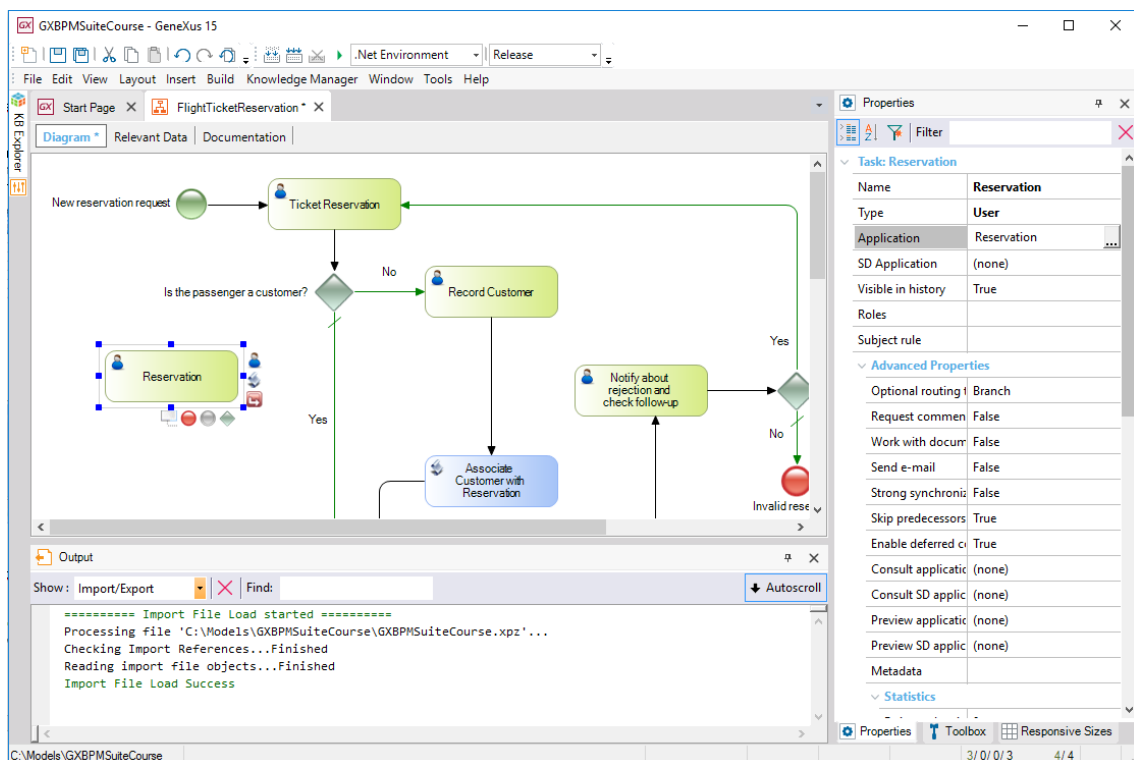 GXBPMSuiteCourse - GeneXus 15
.Net Environment Release
File Edit View Layout Insert Build Knowledge Manager Window Tools Help
KB Explorer
Start Page FlightTicketReservation *
Diagram * Relevant Data Documentation
New reservation request
Ticket Reservation
Is the passenger a customer?
No
Record Customer
Reservation
Yes
Associate
Customer with
Reservation
Notify about
rejection and
check follow-up
Yes
No
Invalid rese
Output
Show : Import/Export Find: Autoscroll
========== Import File Load started ==========
Processing file 'C:\Models\GXBPMSuiteCourse\GXBPMSuiteCourse.xpz'...
Checking Import References...Finished
Reading import file objects...Finished
Import File Load Success
Properties
Filter
Task: Reservation
Name Reservation
Type User
Application Reservation ...
SD Application (none)
Visible in history True
Roles
Subject rule
Advanced Properties
Optional routing t Branch
Request commen False
Work with docum False
Send e-mail False
Strong synchroniz False
Skip predecessors True
Enable deferred c True
Consult applicatic (none)
Consult SD applic (none)
Preview applicatic (none)
Preview SD applic (none)
Metadata
Statistics
Properties Toolbox Responsive Sizes
C:\Models\GXBPMSuiteCourse 3/0/0/3 4/4